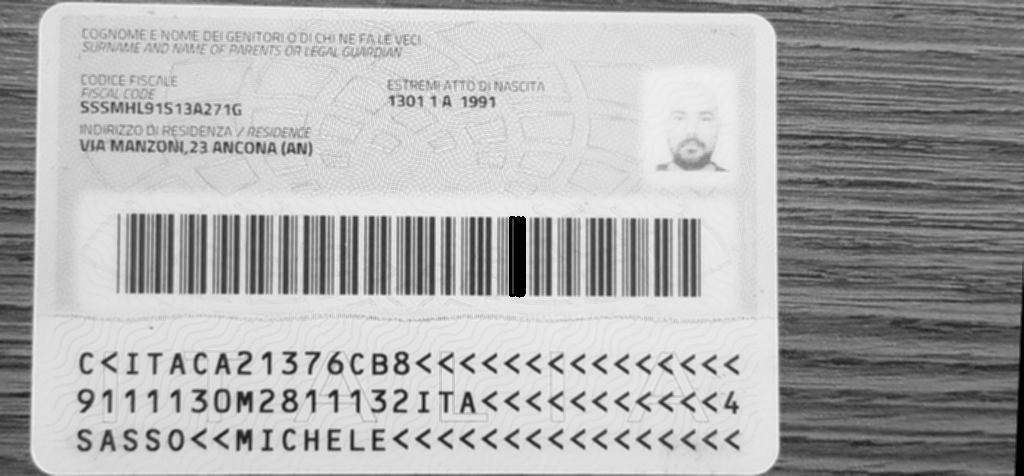 COGNOME E NOME DEI GENITORI O DI CHI NE FA LE VECI
SURNAME AND NAME OF PARENTS OR LEGAL GUARDIAN
CODICE FISCALE
FISCAL CODE
SSSMHL91S13A271G
ESTREMI ATTO DI NASCITA
1301 1 A 1991
INDIRIZZO DI RESIDENZA / RESIDENCE
VIA MANZONI,23 ANCONA (AN)
C<ITACA21376CB8<<<<<<<<<<<<<<<
9111130M2811132ITA<<<<<<<<<<<4
SASSO<<MICHELE<<<<<<<<<<<<<<<<